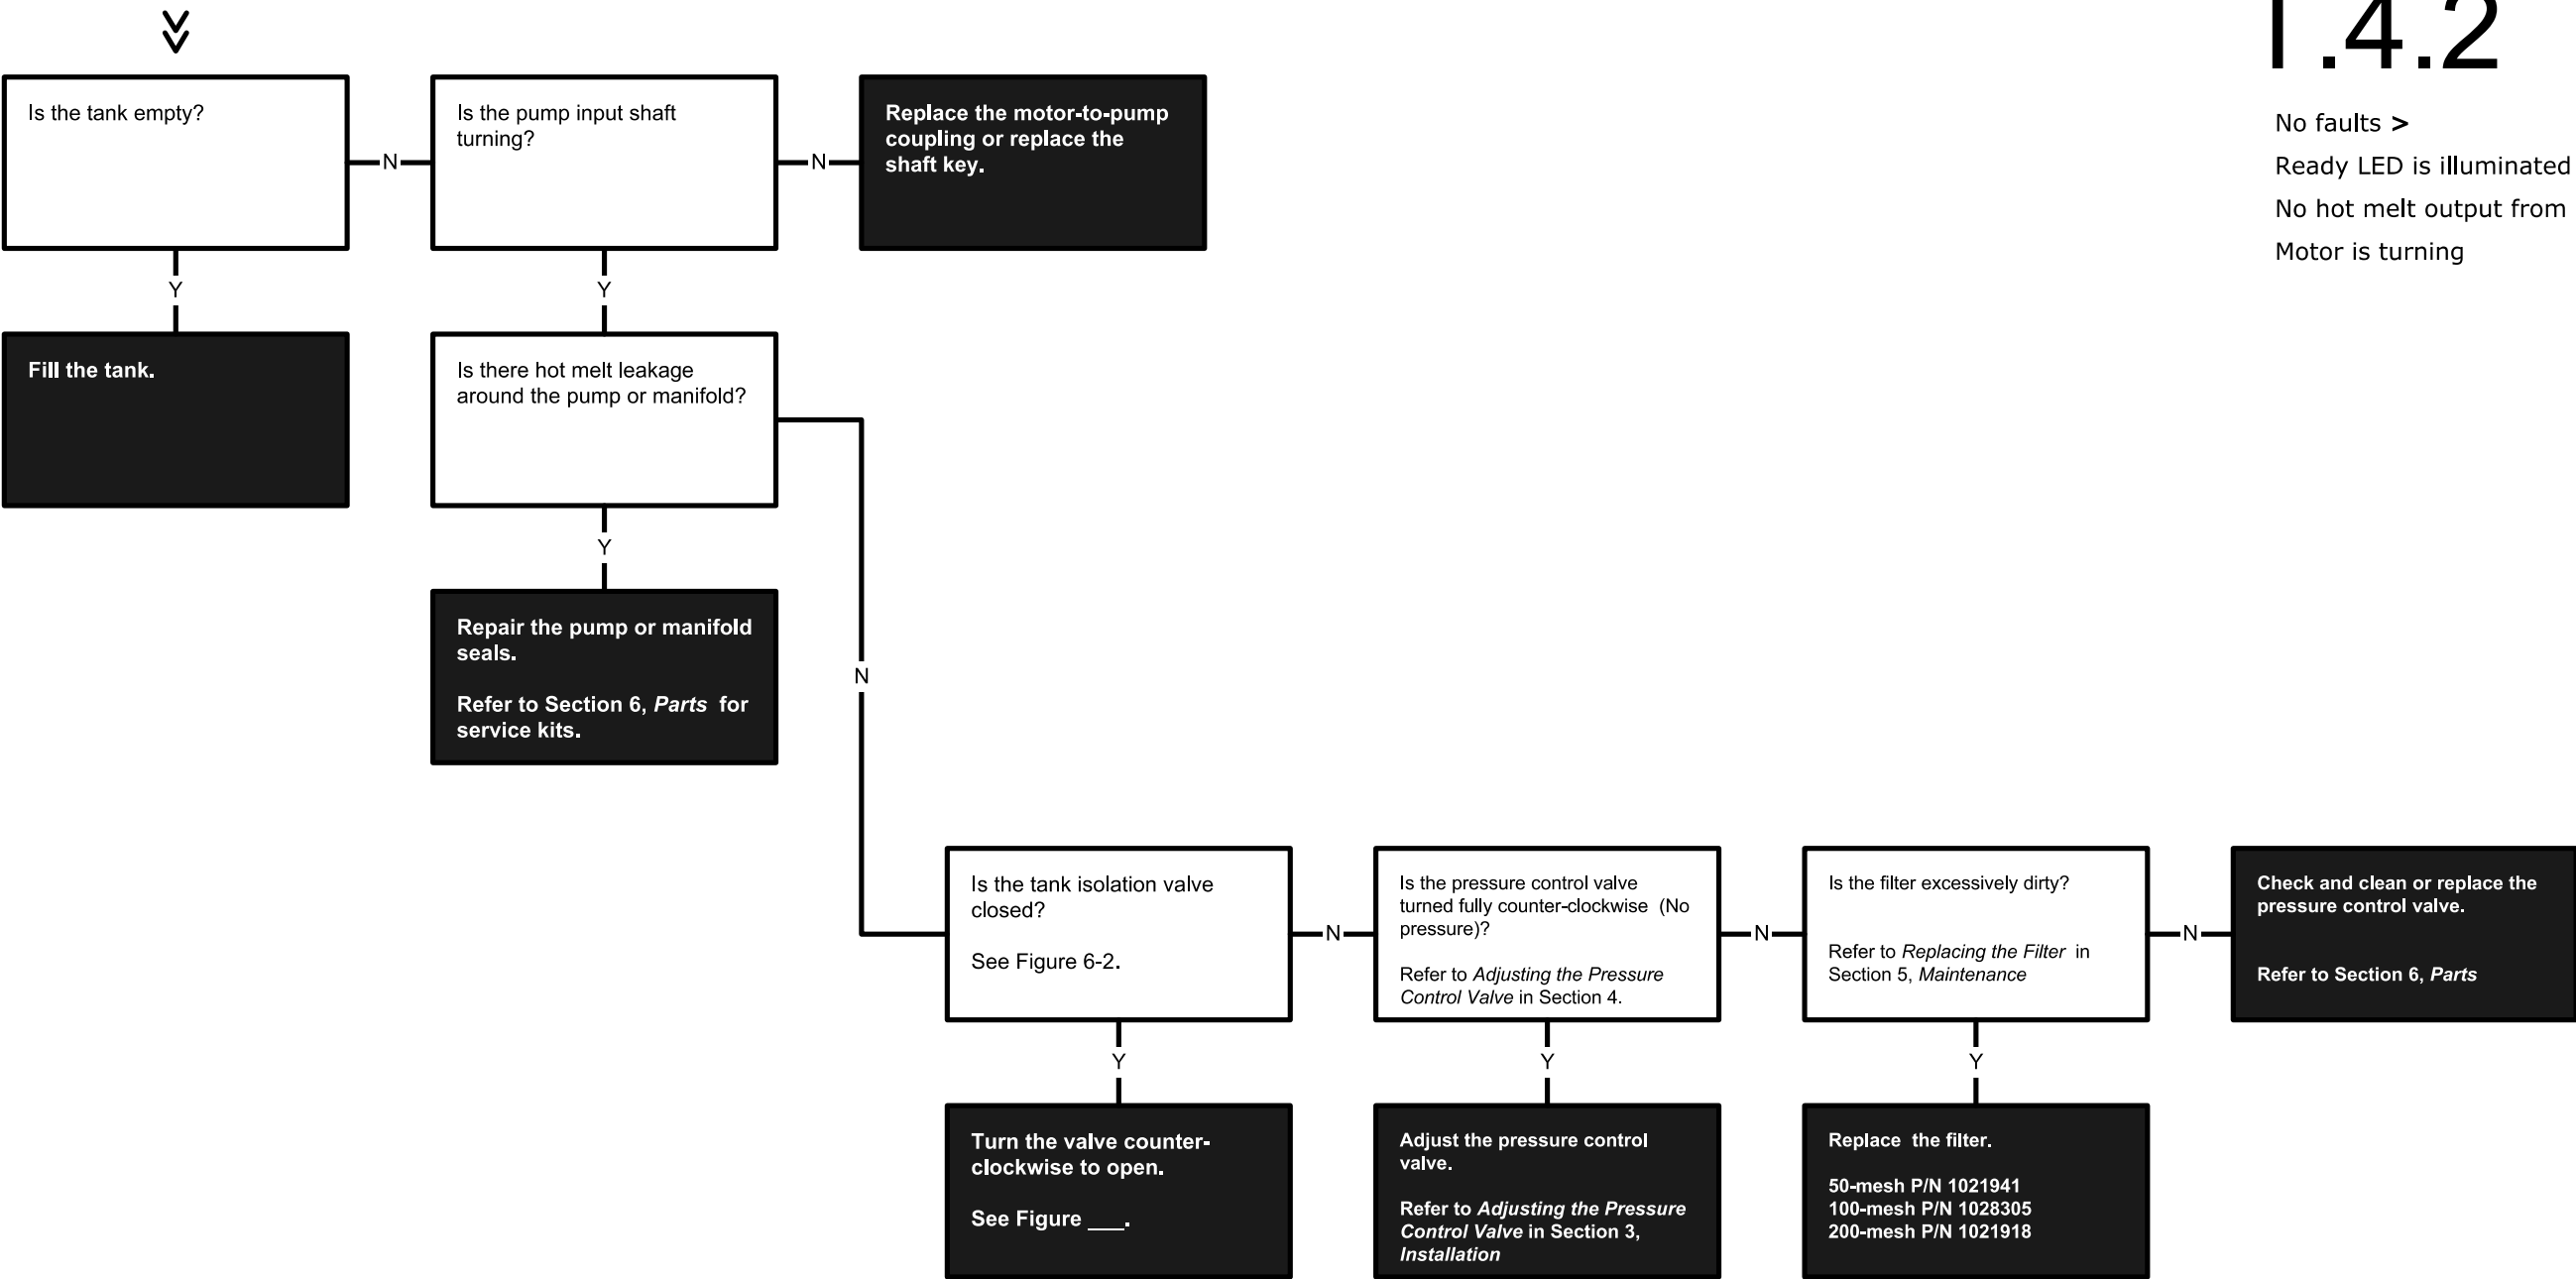 .4.2
No faults >
Ready LED is illuminated
No hot melt output from
Motor is turning
Is the tank empty?
N
Is the pump input shaft
turning?
N
Replace the motor-to-pump
coupling or replace the
shaft key.
Y
Y
Fill the tank.
Is there hot melt leakage
around the pump or manifold?
Y
N
Repair the pump or manifold
seals.
Refer to Section 6, Parts for
service kits.
Is the tank isolation valve
closed?
See Figure 6-2.
N
Is the pressure control valve
turned fully counter-clockwise (No
pressure)?
Refer to Adjusting the Pressure
Control Valve in Section 4.
N
Is the filter excessively dirty?
Refer to Replacing the Filter in
Section 5, Maintenance
N
Check and clean or replace the
pressure control valve.
Refer to Section 6, Parts
Y
Y
Y
Turn the valve counter-
clockwise to open.
See Figure ___.
Adjust the pressure control
valve.
Refer to Adjusting the Pressure
Control Valve in Section 3,
Installation
Replace the filter.
50-mesh P/N 1021941
100-mesh P/N 1028305
200-mesh P/N 1021918